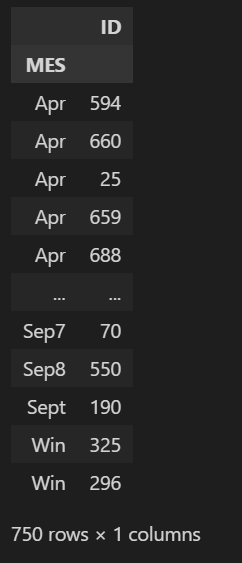 ID
MES
Apr 594
Apr 660
Apr 25
Apr 659
Apr 688
... ...
Sep7 70
Sep8 550
Sept 190
Win 325
Win 296
750 rows × 1 columns